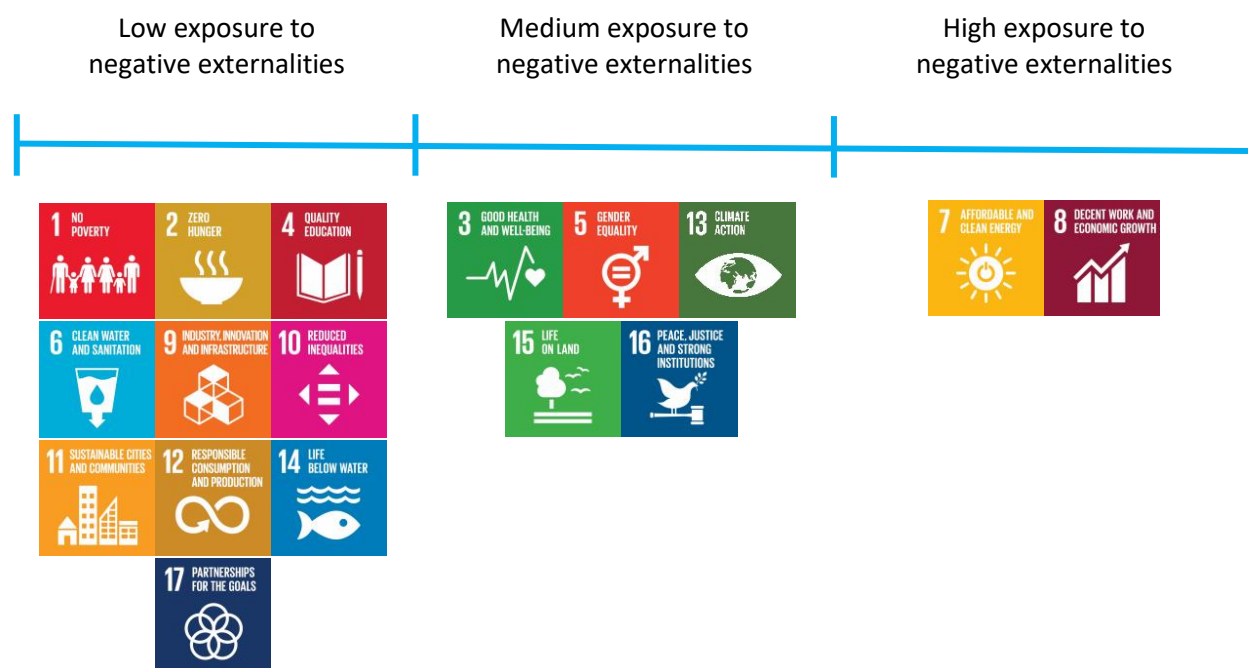 Low exposure to
negative externalities
Medium exposure to
negative externalities
High exposure to
negative externalities
1 NO
POVERTY
2 ZERO
HUNGER
4 QUALITY
EDUCATION
3 GOOD HEALTH
AND WELL-BEING
5 GENDER
EQUALITY
13 CLIMATE
ACTION
7 AFFORDABLE AND
CLEAN ENERGY
8 DECENT WORK AND
ECONOMIC GROWTH
6 CLEAN WATER
AND SANITATION
9 INDUSTRY, INNOVATION
AND INFRASTRUCTURE
10 REDUCED
INEQUALITIES
15 LIFE
ON LAND
16 PEACE, JUSTICE
AND STRONG
INSTITUTIONS
11 SUSTAINABLE CITIES
AND COMMUNITIES
12 RESPONSIBLE
CONSUMPTION
AND PRODUCTION
14 LIFE
BELOW WATER
17 PARTNERSHIPS
FOR THE GOALS